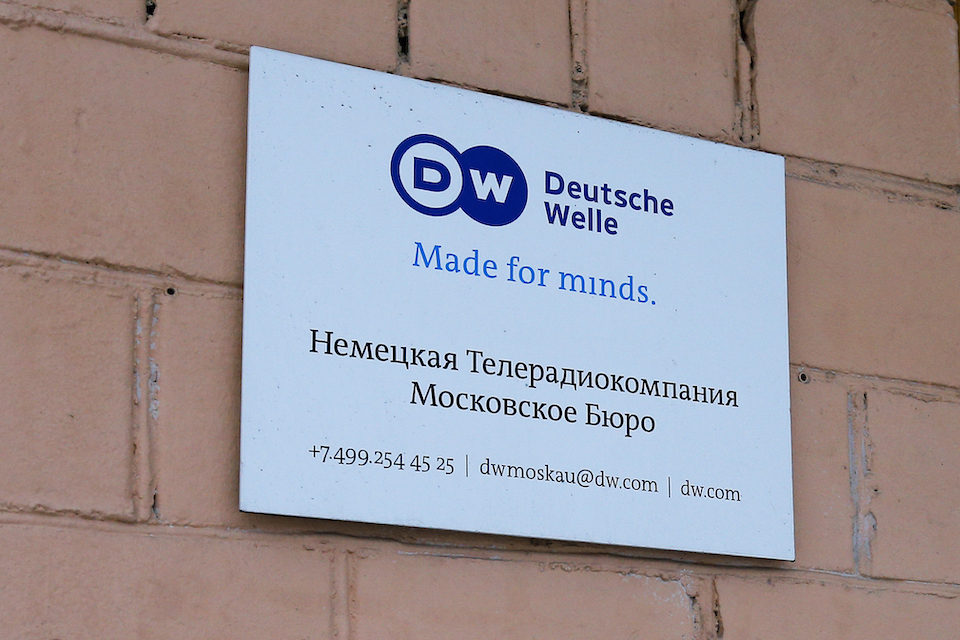 DW Deutsche
Welle
Made for minds.
Немецкая Телерадиокомпания
Московское Бюро
+7.499.254 45 25 | dwmoskau@dw.com | dw.com